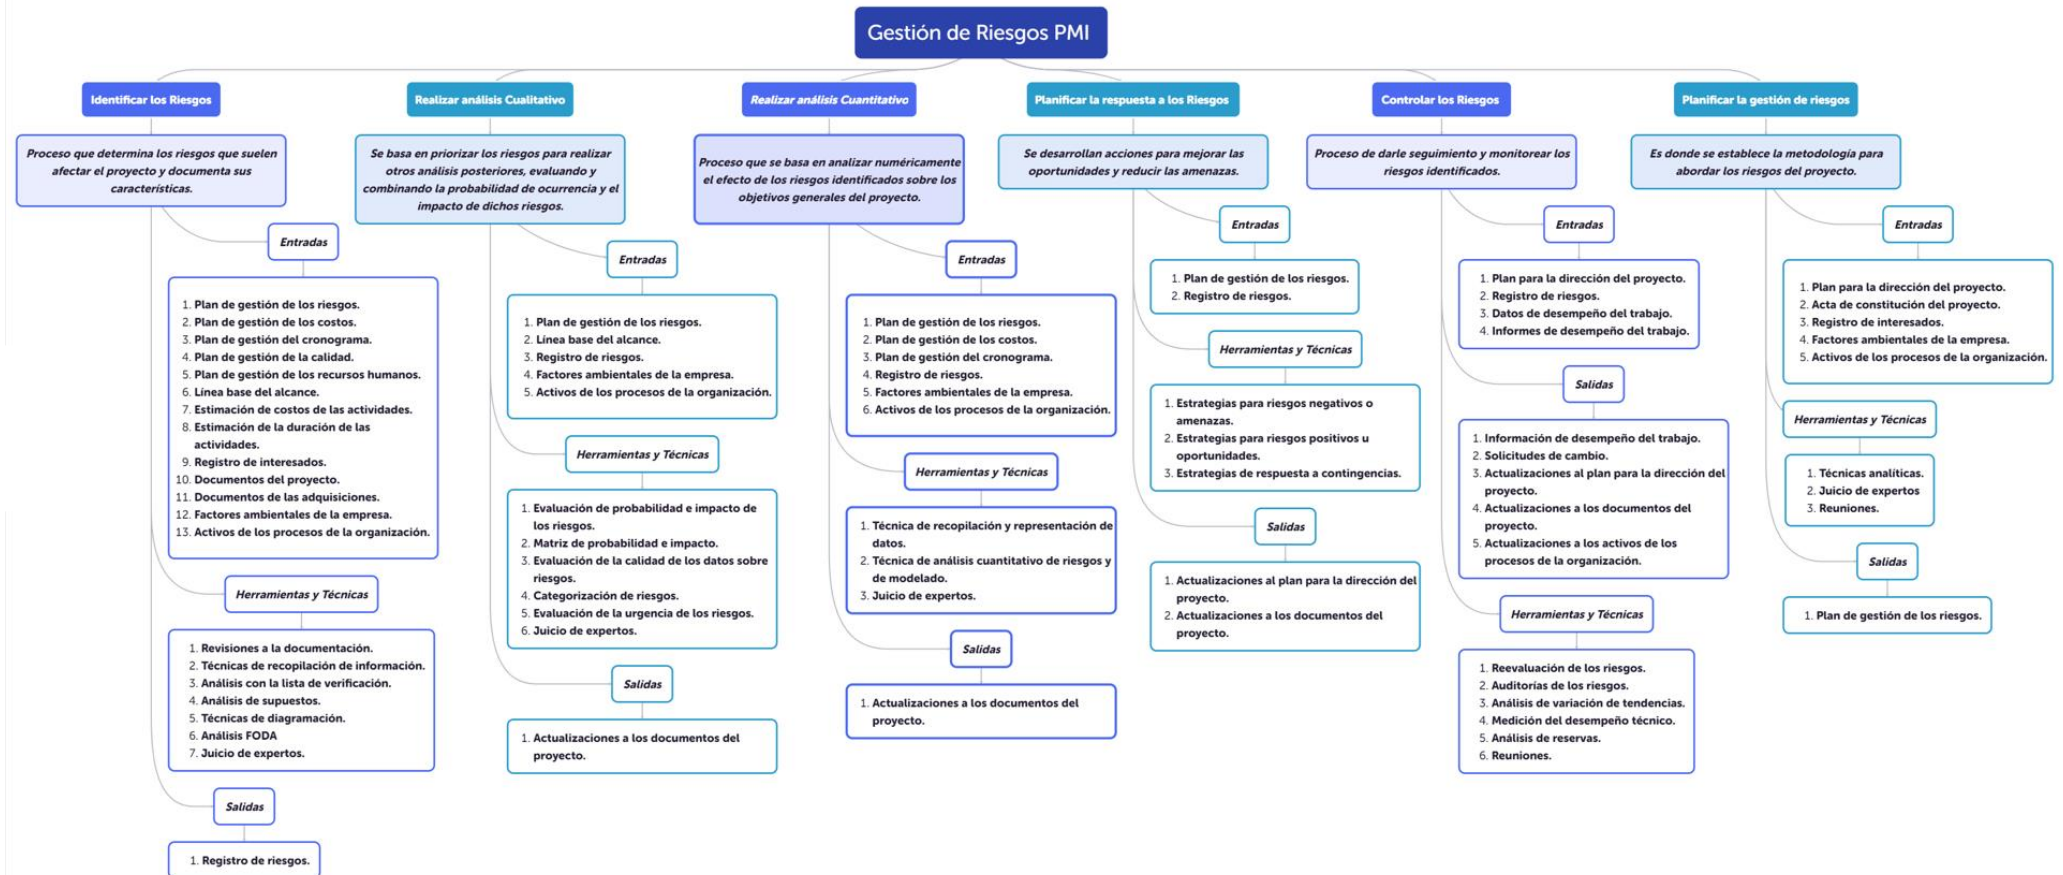 Gestión de Riesgos PMI
Identificar los Riesgos
Proceso que determina los riesgos que suelen
afectar el proyecto y documenta sus
características.
Entradas
1. Plan de gestión de los riesgos.
2. Plan de gestión de los costos.
3. Plan de gestión del cronograma.
4. Plan de gestión de la calidad.
5. Plan de gestión de los recursos humanos.
6. Línea base del alcance.
7. Estimación de costos de las actividades.
8. Estimación de la duración de las
actividades.
9. Registro de interesados.
10. Documentos del proyecto.
11. Documentos de las adquisiciones.
12. Factores ambientales de la empresa.
13. Activos de los procesos de la organización.
Herramientas y Técnicas
1. Revisiones a la documentación.
2. Técnicas de recopilación de información.
3. Análisis con la lista de verificación.
4. Análisis de supuestos.
5. Técnicas de diagramación.
6. Análisis FODA
7. Juicio de expertos.
Salidas
1. Registro de riesgos.
Realizar análisis Cualitativo
Se basa en priorizar los riesgos para realizar
otros análisis posteriores, evaluando y
combinando la probabilidad de ocurrencia y el
impacto de dichos riesgos.
Entradas
1. Plan de gestión de los riesgos.
2. Línea base del alcance.
3. Registro de riesgos.
4. Factores ambientales de la empresa.
5. Activos de los procesos de la organización.
Herramientas y Técnicas
1. Evaluación de probabilidad e impacto de
los riesgos.
2. Matriz de probabilidad e impacto.
3. Evaluación de la calidad de los datos sobre
riesgos.
4. Categorización de riesgos.
5. Evaluación de la urgencia de los riesgos.
6. Juicio de expertos.
Salidas
1. Actualizaciones a los documentos del
proyecto.
Realizar análisis Cuantitativo
Proceso que se basa en analizar numéricamente
el efecto de los riesgos identificados sobre los
objetivos generales del proyecto.
Entradas
1. Plan de gestión de los riesgos.
2. Plan de gestión de los costos.
3. Plan de gestión del cronograma.
4. Registro de riesgos.
5. Factores ambientales de la empresa.
6. Activos de los procesos de la organización.
Herramientas y Técnicas
1. Técnica de recopilación y representación de
datos.
2. Técnica de análisis cuantitativo de riesgos y
de modelado.
3. Juicio de expertos.
Salidas
1. Actualizaciones a los documentos del
proyecto.
Planificar la respuesta a los Riesgos
Se desarrollan acciones para mejorar las
oportunidades y reducir las amenazas.
Entradas
1. Plan de gestión de los riesgos.
2. Registro de riesgos.
Herramientas y Técnicas
1. Estrategias para riesgos negativos o
amenazas.
2. Estrategias para riesgos positivos u
oportunidades.
3. Estrategias de respuesta a contingencias.
Salidas
1. Actualizaciones al plan para la dirección del
proyecto.
2. Actualizaciones a los documentos del
proyecto.
Controlar los Riesgos
Proceso de darle seguimiento y monitorear los
riesgos identificados.
Entradas
1. Plan para la dirección del proyecto.
2. Registro de riesgos.
3. Datos de desempeño del trabajo.
4. Informes de desempeño del trabajo.
Salidas
1. Información de desempeño del trabajo.
2. Solicitudes de cambio.
3. Actualizaciones al plan para la dirección del
proyecto.
4. Actualizaciones a los documentos del
proyecto.
5. Actualizaciones a los activos de los
procesos de la organización.
Herramientas y Técnicas
1. Reevaluación de los riesgos.
2. Auditorías de los riesgos.
3. Análisis de variación de tendencias.
4. Medición del desempeño técnico.
5. Análisis de reservas.
6. Reuniones.
Planificar la gestión de riesgos
Es donde se establece la metodología para
abordar los riesgos del proyecto.
Entradas
1. Plan para la dirección del proyecto.
2. Acta de constitución del proyecto.
3. Registro de interesados.
4. Factores ambientales de la empresa.
5. Activos de los procesos de la organización.
Herramientas y Técnicas
1. Técnicas analíticas.
2. Juicio de expertos
3. Reuniones.
Salidas
1. Plan de gestión de los riesgos.